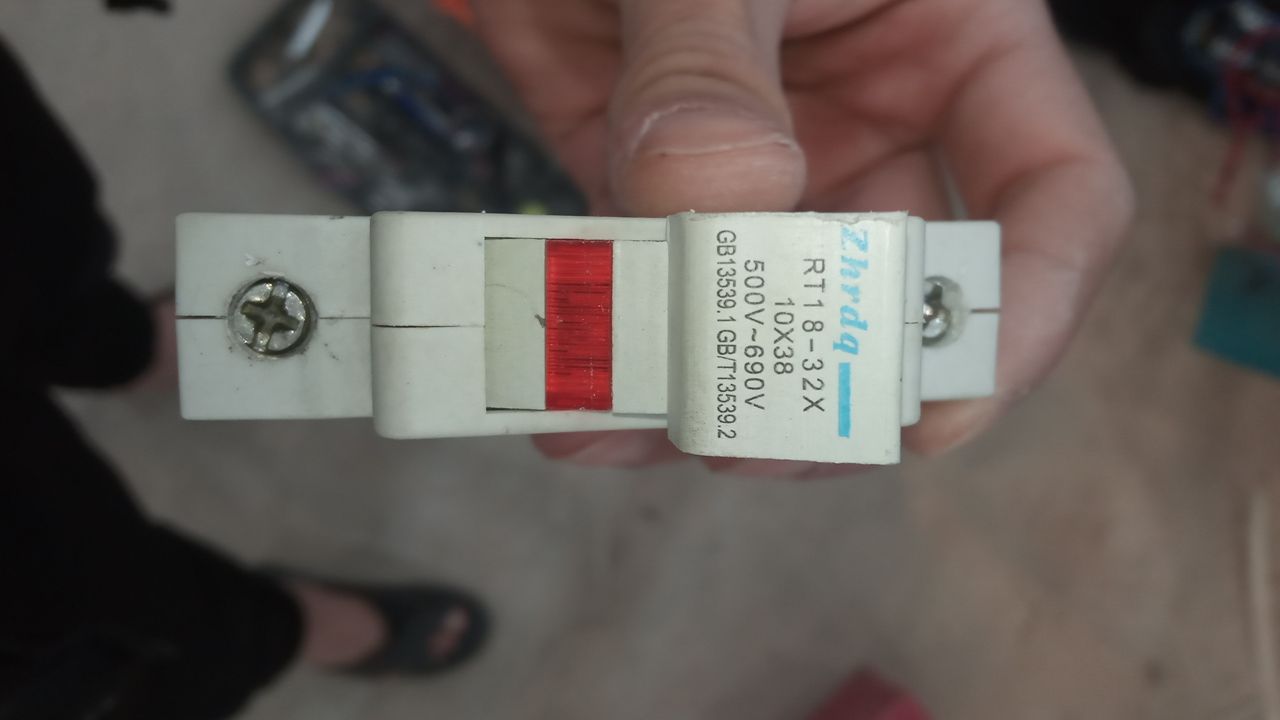 Zhrdq
RT18-32X
10X38
500V~690V
GB13539.1 GB/T13539.2